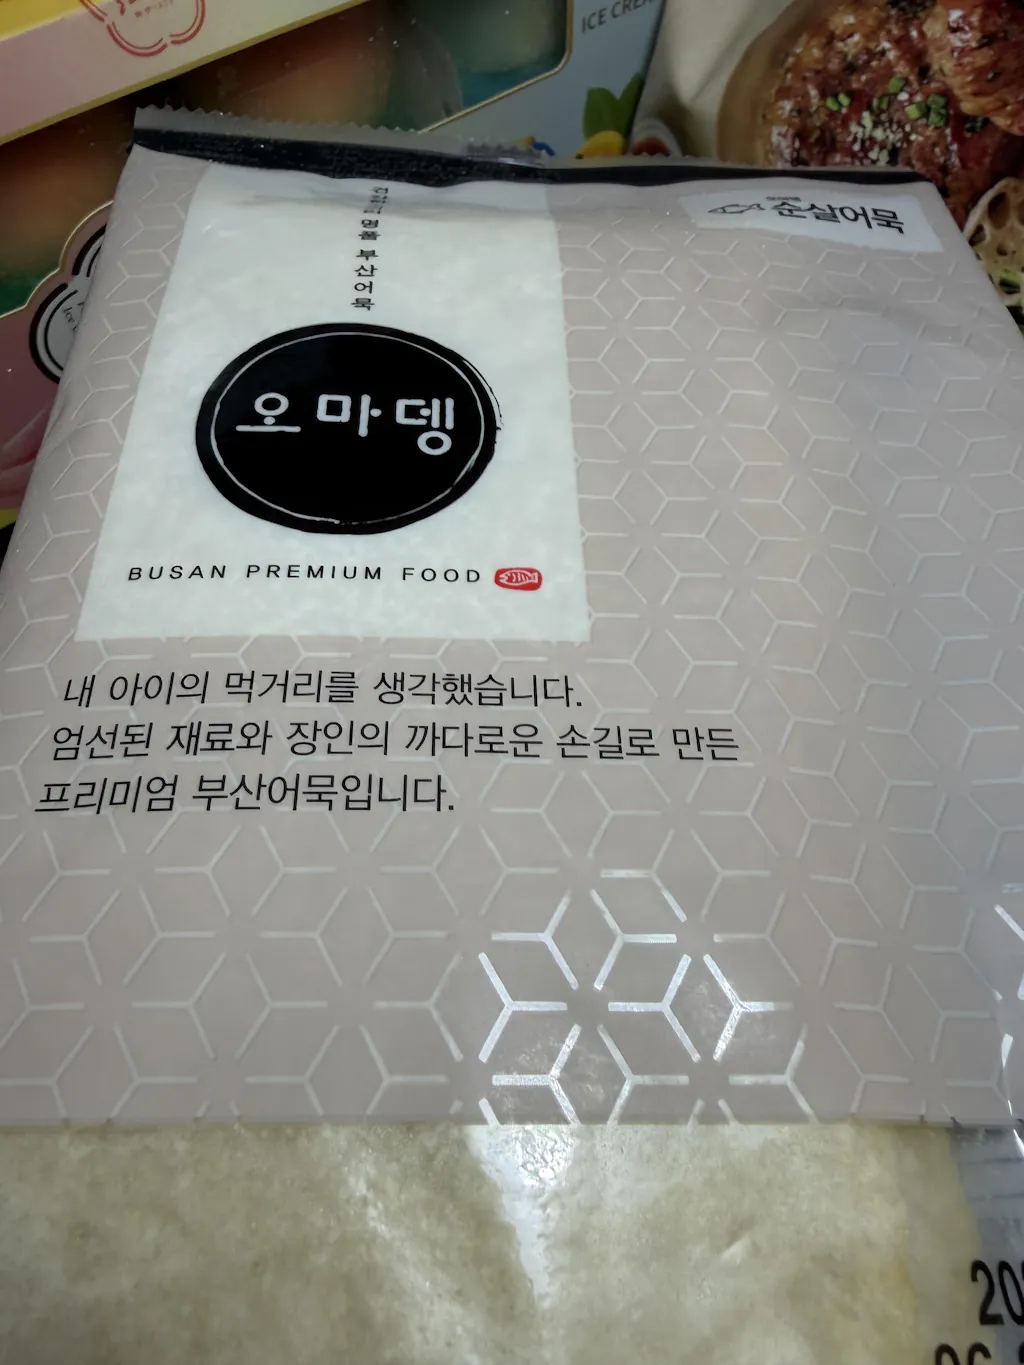 ICE CREAM
순살어묵
명품 부산어묵
오마뎅
BUSAN PREMIUM FOOD
내 아이의 먹거리를 생각했습니다.
엄선된 재료와 장인의 까다로운 손길로 만든
프리미엄 부산어묵입니다.
20